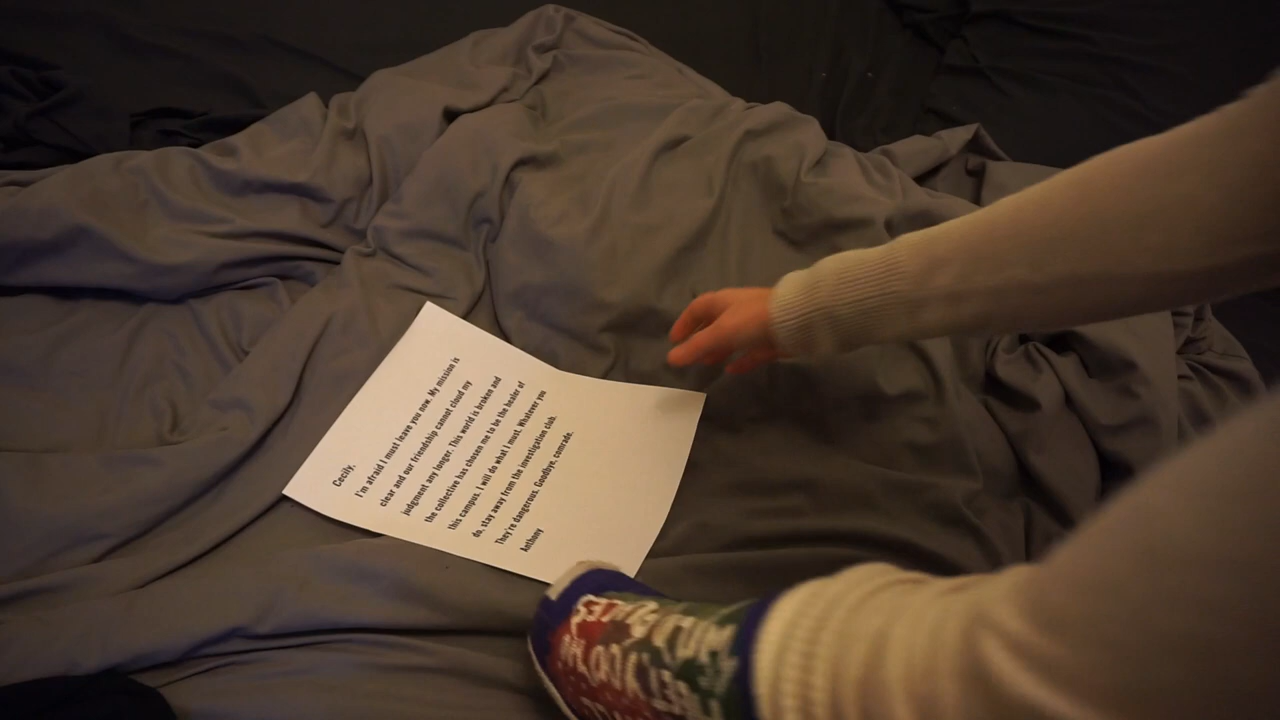 Cecily,
I'm afraid I must leave you now. My mission is
clear and our friendship cannot cloud my
judgment any longer. This world is broken and
the collective has chosen me to be the healer of
this campus. I will do what I must. Whatever you
do, stay away from the investigation club.
They're dangerous. Goodbye, comrade.
Anthony